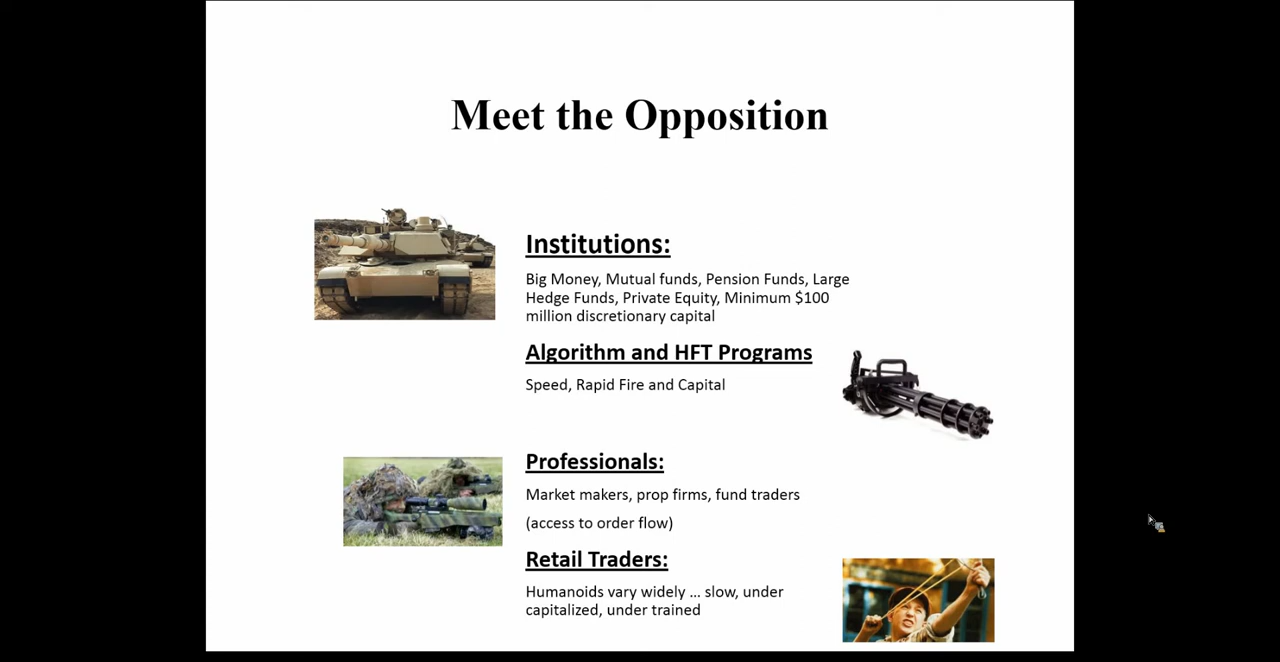 Meet the Opposition
Institutions:
Big Money, Mutual funds, Pension Funds, Large
Hedge Funds, Private Equity, Minimum $100
million discretionary capital
Algorithm and HFT Programs
Speed, Rapid Fire and Capital
Professionals:
Market makers, prop firms, fund traders
(access to order flow)
Retail Traders:
Humanoids vary widely … slow, under
capitalized, under trained